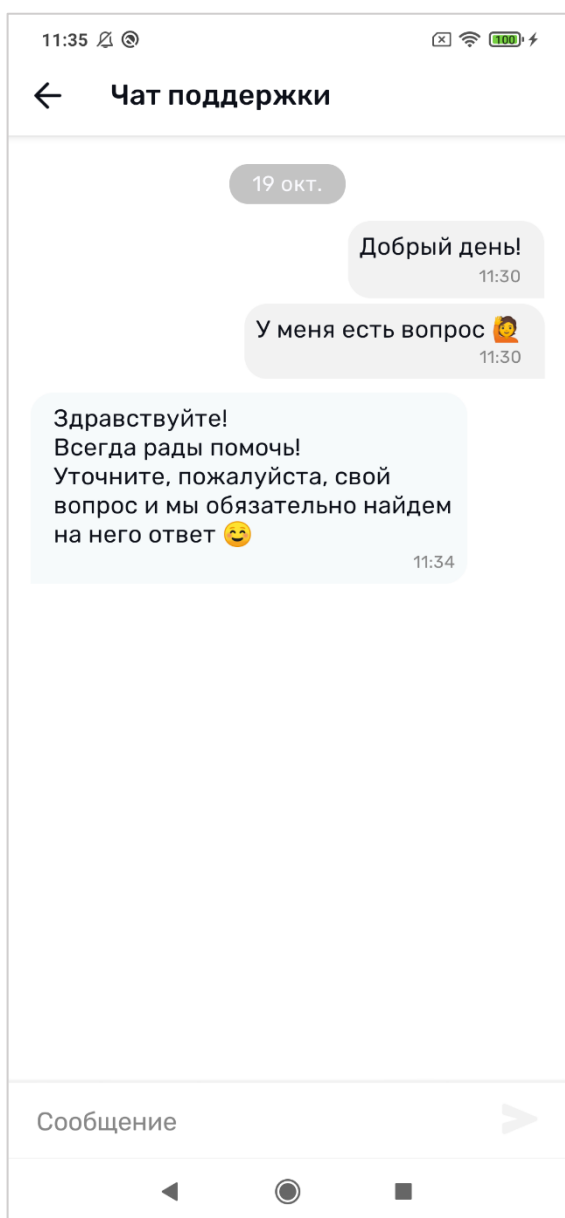 11:35
100
Чат поддержки
19 окт.
Добрый день!
11:30
У меня есть вопрос 🙋
11:30
Здравствуйте!
Всегда рады помочь!
Уточните, пожалуйста, свой
вопрос и мы обязательно найдем
на него ответ 😊
11:34
Сообщение